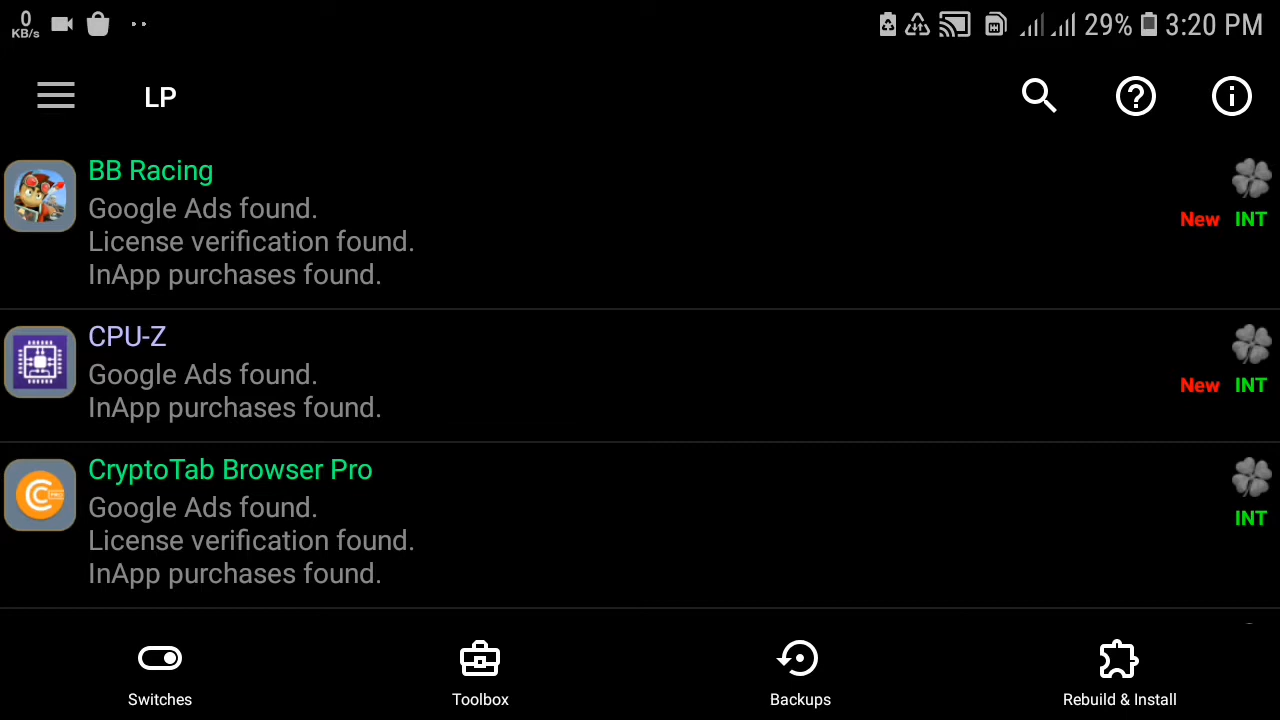 0
KB/s
29% 3:20 PM
LP
BB Racing
Google Ads found.
License verification found.
InApp purchases found.
New INT
CPU-Z
Google Ads found.
InApp purchases found.
New INT
CryptoTab Browser Pro
Google Ads found.
License verification found.
InApp purchases found.
INT
Switches
Toolbox
Backups
Rebuild & Install